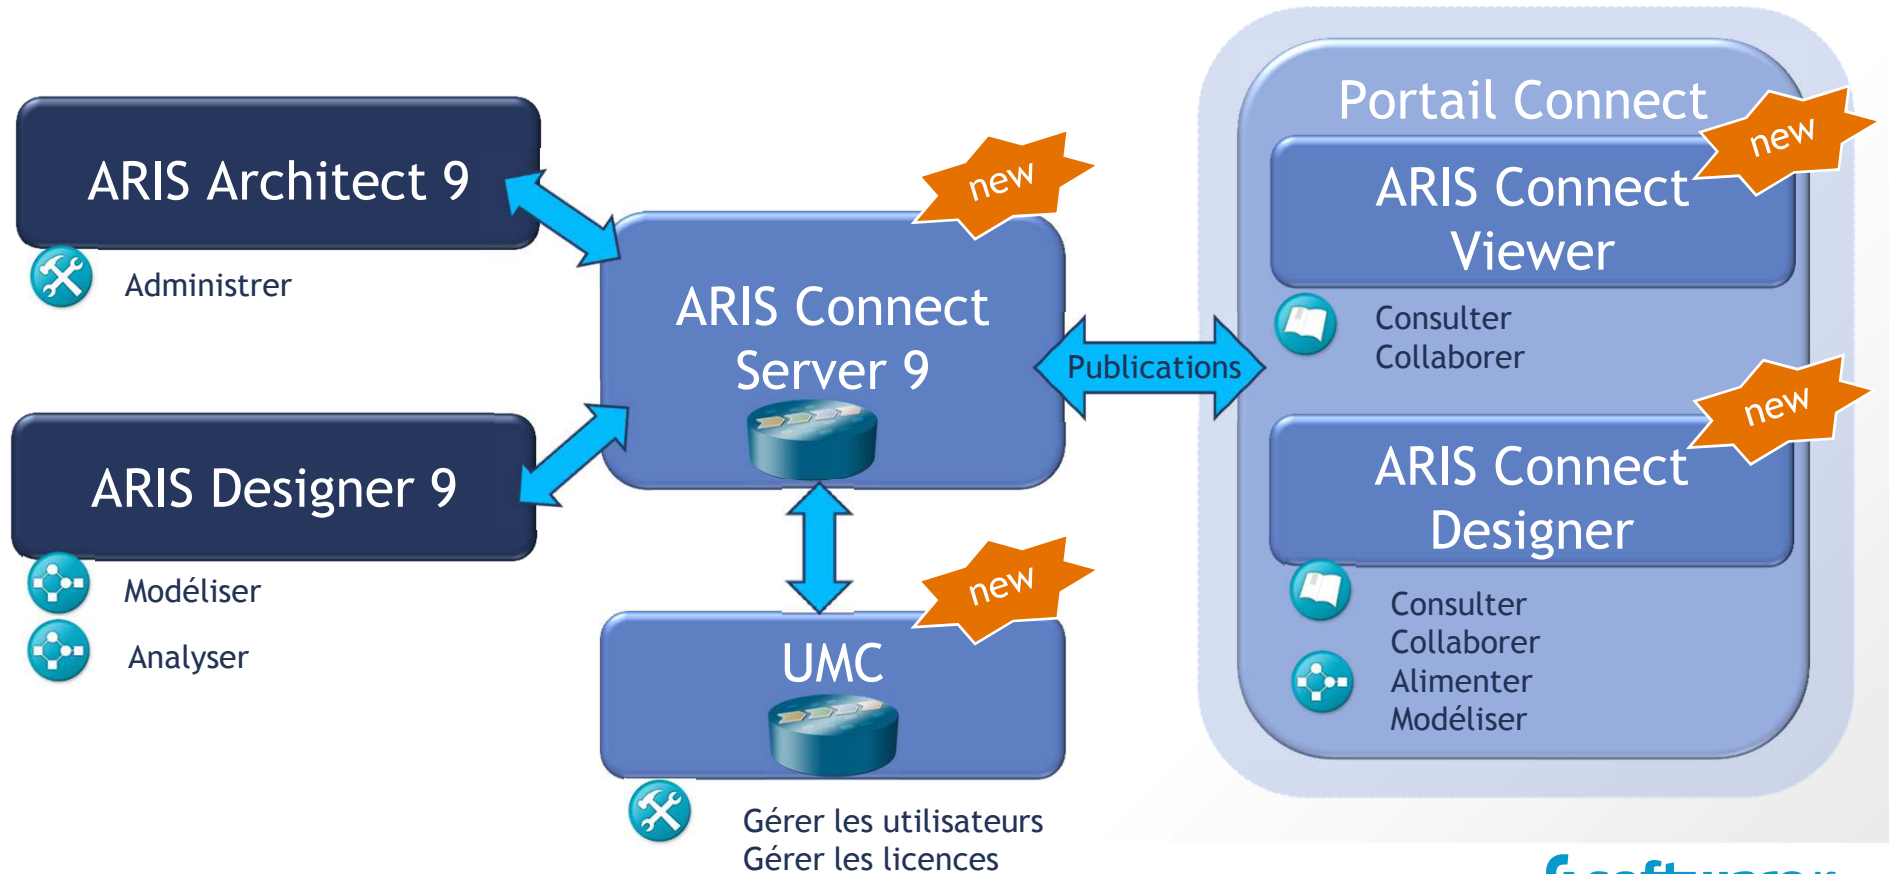 Portail Connect
new
ARIS Architect 9
Administrer
new
ARIS Connect
Viewer
Consulter
Collaborer
ARIS Connect
Server 9
Publications
new
ARIS Designer 9
Modéliser
Analyser
ARIS Connect
Designer
Consulter
Collaborer
Alimenter
Modéliser
new
UMC
Gérer les utilisateurs
Gérer les licences